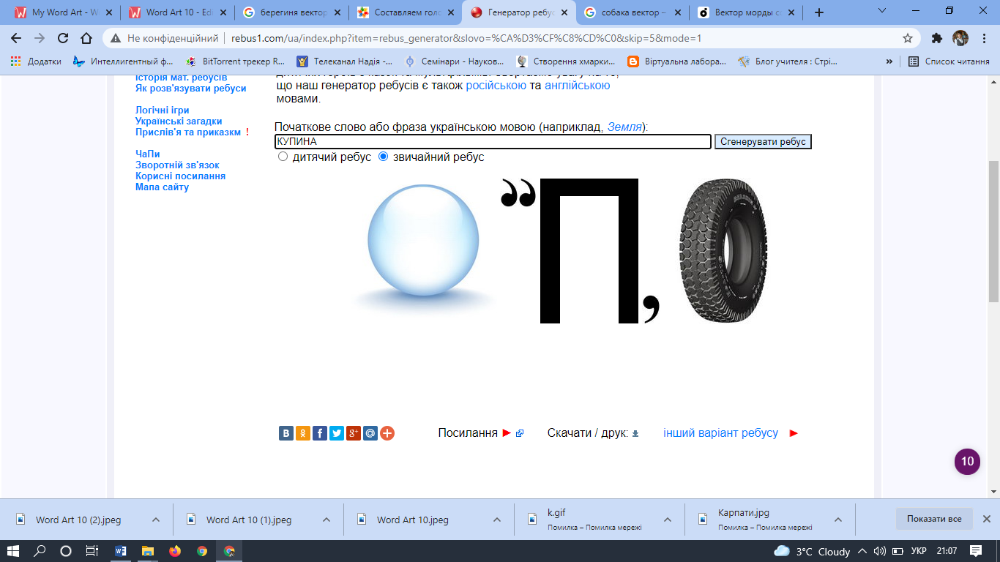 My Word Art - W
Word Art 10 - Edi
берегиня вектор
Составляем голо
Генератор ребус
собака вектор –
Вектор морды с
Не конфіденційний rebus1.com/ua/index.php?item=rebus_generator&slovo=%CA%D3%CF%C8%CD%C0&skip=5&mode=1
Додатки
Интеллигентный ф...
BitTorrent трекер R...
Телеканал Надія -...
Семінари - Науков...
Створення хмарки...
Віртуальна лабора...
Блог учителя : Стрі...
»
Список читання
Історія мат. ребусів
Як розв'язувати ребуси
Логічні ігри
Українські загадки
Прислів'я та приказкм !
ЧаПи
Зворотній зв'язок
Корисні посилання
Мапа сайту
що наш генератор ребусів є також російською та англійською
мовами.
Початкове слово або фраза українською мовою (наприклад, Земля):
КУПИНА
Сгенерувати ребус
дитячий ребус звичайний ребус
“П,
Посилання
Скачати / друк:
інший варіант ребусу
10
Word Art 10 (2).jpeg
Word Art 10 (1).jpeg
Word Art 10.jpeg
k.gif
Помилка – Помилка мережі
Карпати.jpg
Помилка – Помилка мережі
Показати все
3°C Cloudy
УКР
21:07